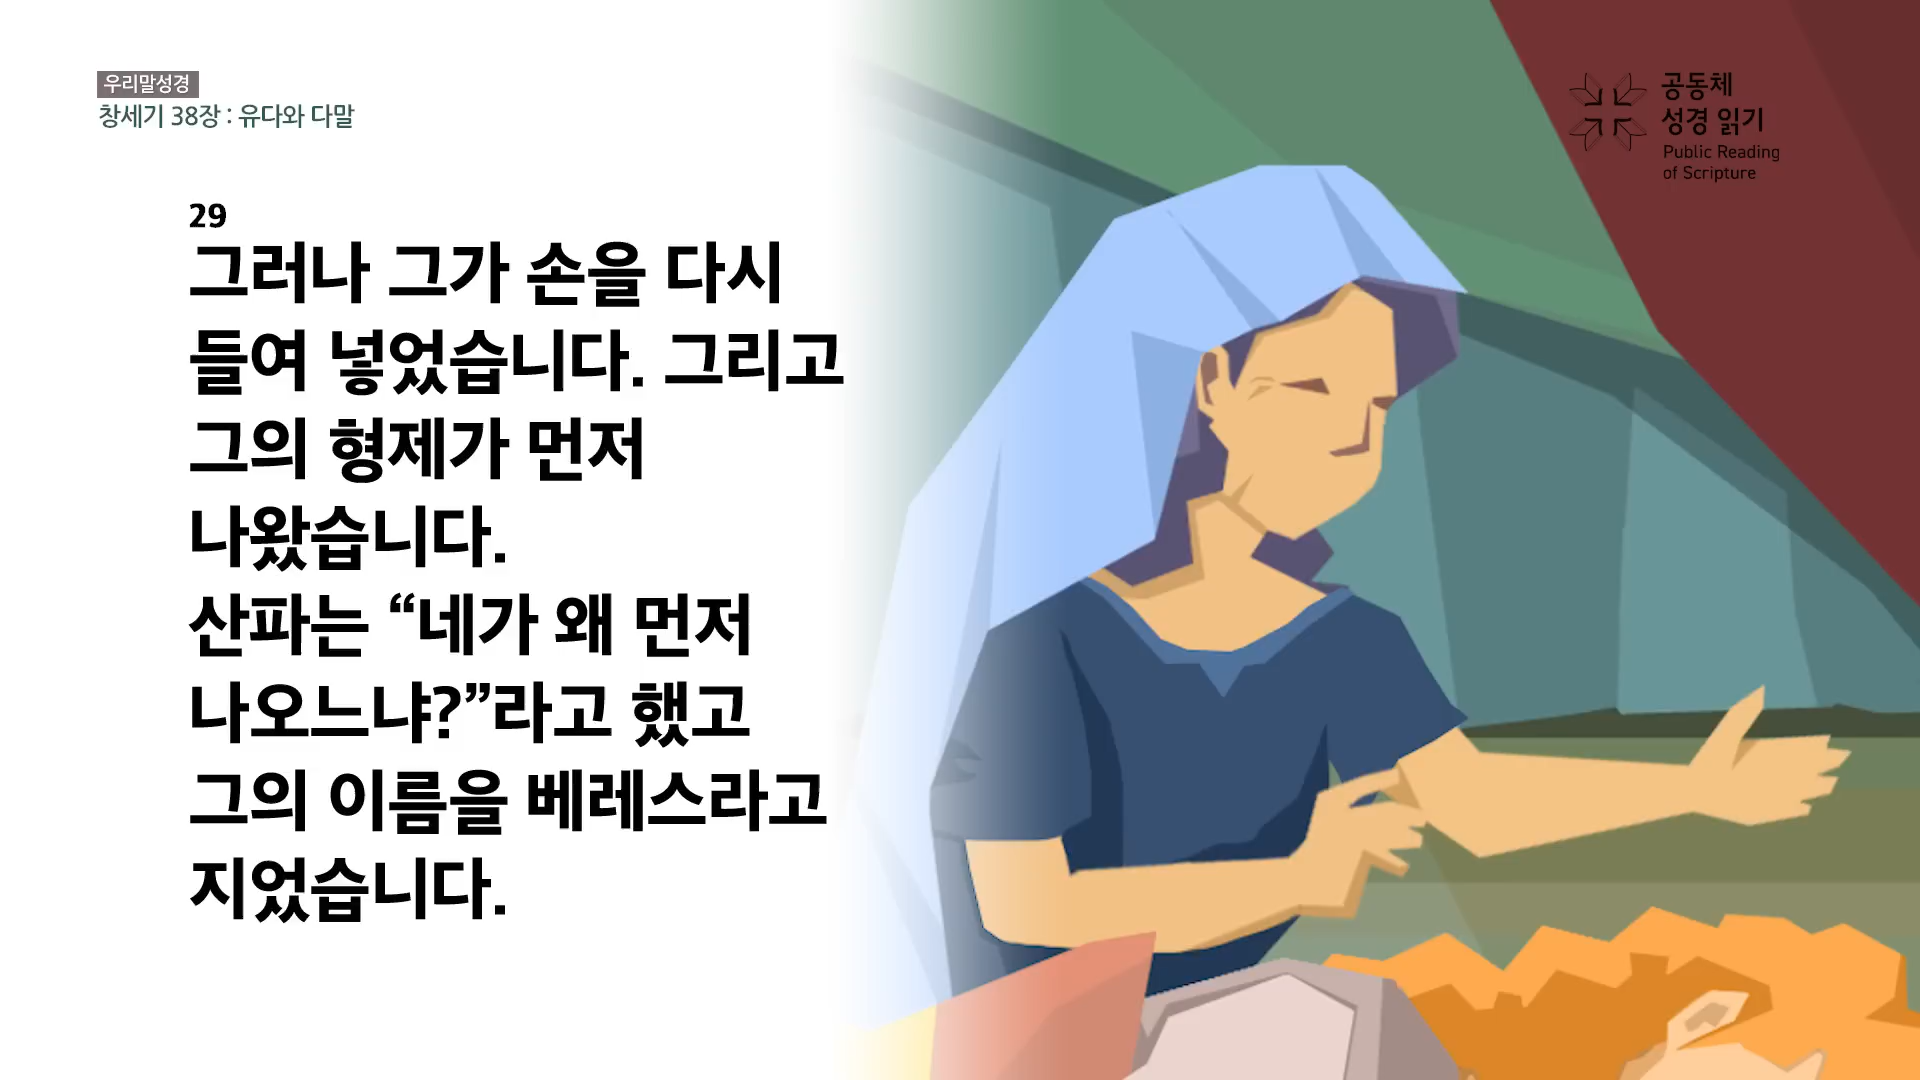 우리말성경
창세기 38장 : 유다와 다말
공동체
성경 읽기
Public Reading
of Scripture
29
그러나 그가 손을 다시
들여 넣었습니다. 그리고
그의 형제가 먼저
나왔습니다.
산파는 “네가 왜 먼저
나오느냐?”라고 했고
그의 이름을 베레스라고
지었습니다.